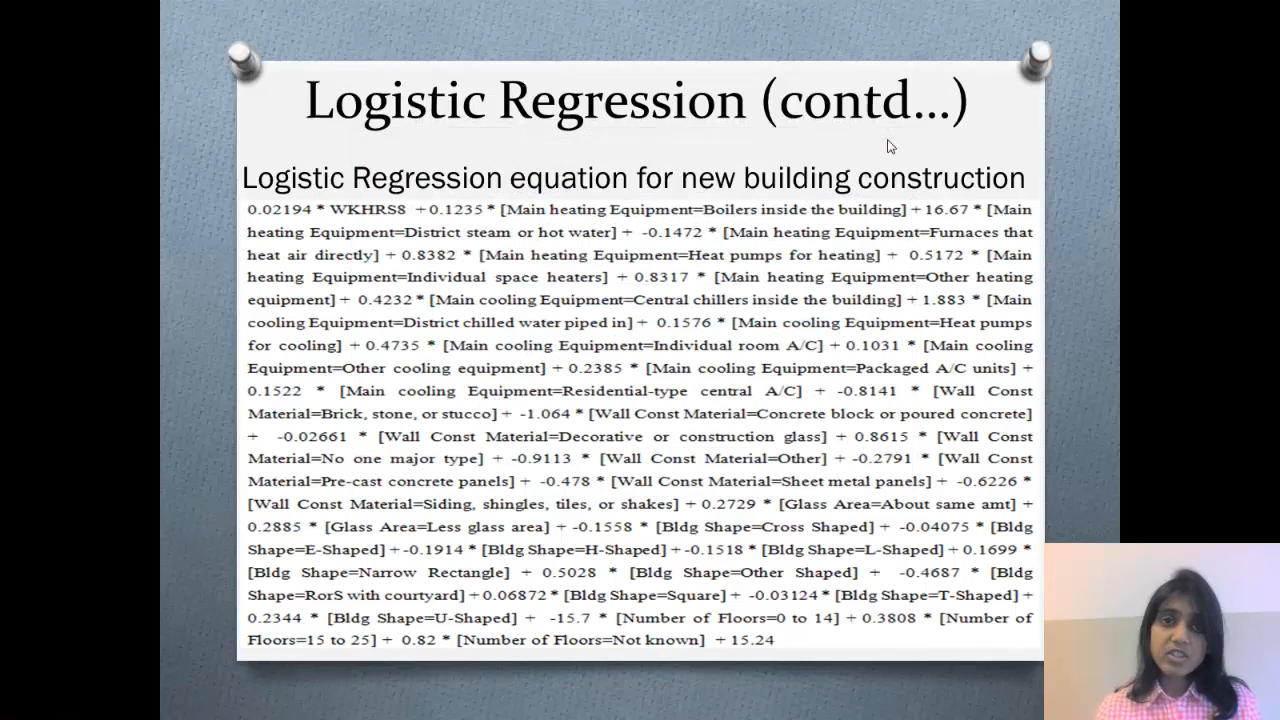 Logistic Regression (contd...)
Logistic Regression equation for new building construction
0.02194 * WKHRS8 + 0.1235 * [Main heating Equipment=Boilers inside the building] + 16.67 * [Main
heating Equipment=District steam or hot water] + -0.1472 * [Main heating Equipment=Furnaces that
heat air directly] + 0.8382 * [Main heating Equipment=Heat pumps for heating] + 0.5172 * [Main
heating Equipment=Individual space heaters] + 0.8317 * [Main heating Equipment=Other heating
equipment] + 0.4232 * [Main cooling Equipment=Central chillers inside the building] + 1.883 * [Main
cooling Equipment=District chilled water piped in] + 0.1576 * [Main cooling Equipment=Heat pumps
for cooling] + 0.4735 * [Main cooling Equipment=Individual room A/C] + 0.1031 * [Main cooling
Equipment=Other cooling equipment] + 0.2385 * [Main cooling Equipment=Packaged A/C units] +
0.1522 * [Main cooling Equipment=Residential-type central A/C] + -0.8141 * [Wall Const
Material=Brick, stone, or stucco] + -1.064 * [Wall Const Material=Concrete block or poured concrete]
+ -0.02661 * [Wall Const Material=Decorative or construction glass] + 0.8615 * [Wall Const
Material=No one major type] + -0.9113 * [Wall Const Material=Other] + -0.2791 * [Wall Const
Material=Pre-cast concrete panels] + -0.478 * [Wall Const Material=Sheet metal panels] + -0.6226 *
[Wall Const Material=Siding, shingles, tiles, or shakes] + 0.2729 * [Glass Area=About same amt] +
0.2885 * [Glass Area=Less glass area] + -0.1558 * [Bldg Shape=Cross Shaped] + -0.04075 * [Bldg
Shape=E-Shaped] + -0.1914 * [Bldg Shape=H-Shaped] + -0.1518 * [Bldg Shape=L-Shaped] + 0.1699 *
[Bldg Shape=Narrow Rectangle] + 0.5028 * [Bldg Shape=Other Shaped] + -0.4687 * [Bldg
Shape=RorS with courtyard] + 0.06872 * [Bldg Shape=Square] + -0.03124 * [Bldg Shape=T-Shaped] +
0.2344 * [Bldg Shape=U-Shaped] + -15.7 * [Number of Floors=0 to 14] + 0.3808 * [Number of
Floors=15 to 25] + 0.82 * [Number of Floors=Not known] + 15.24